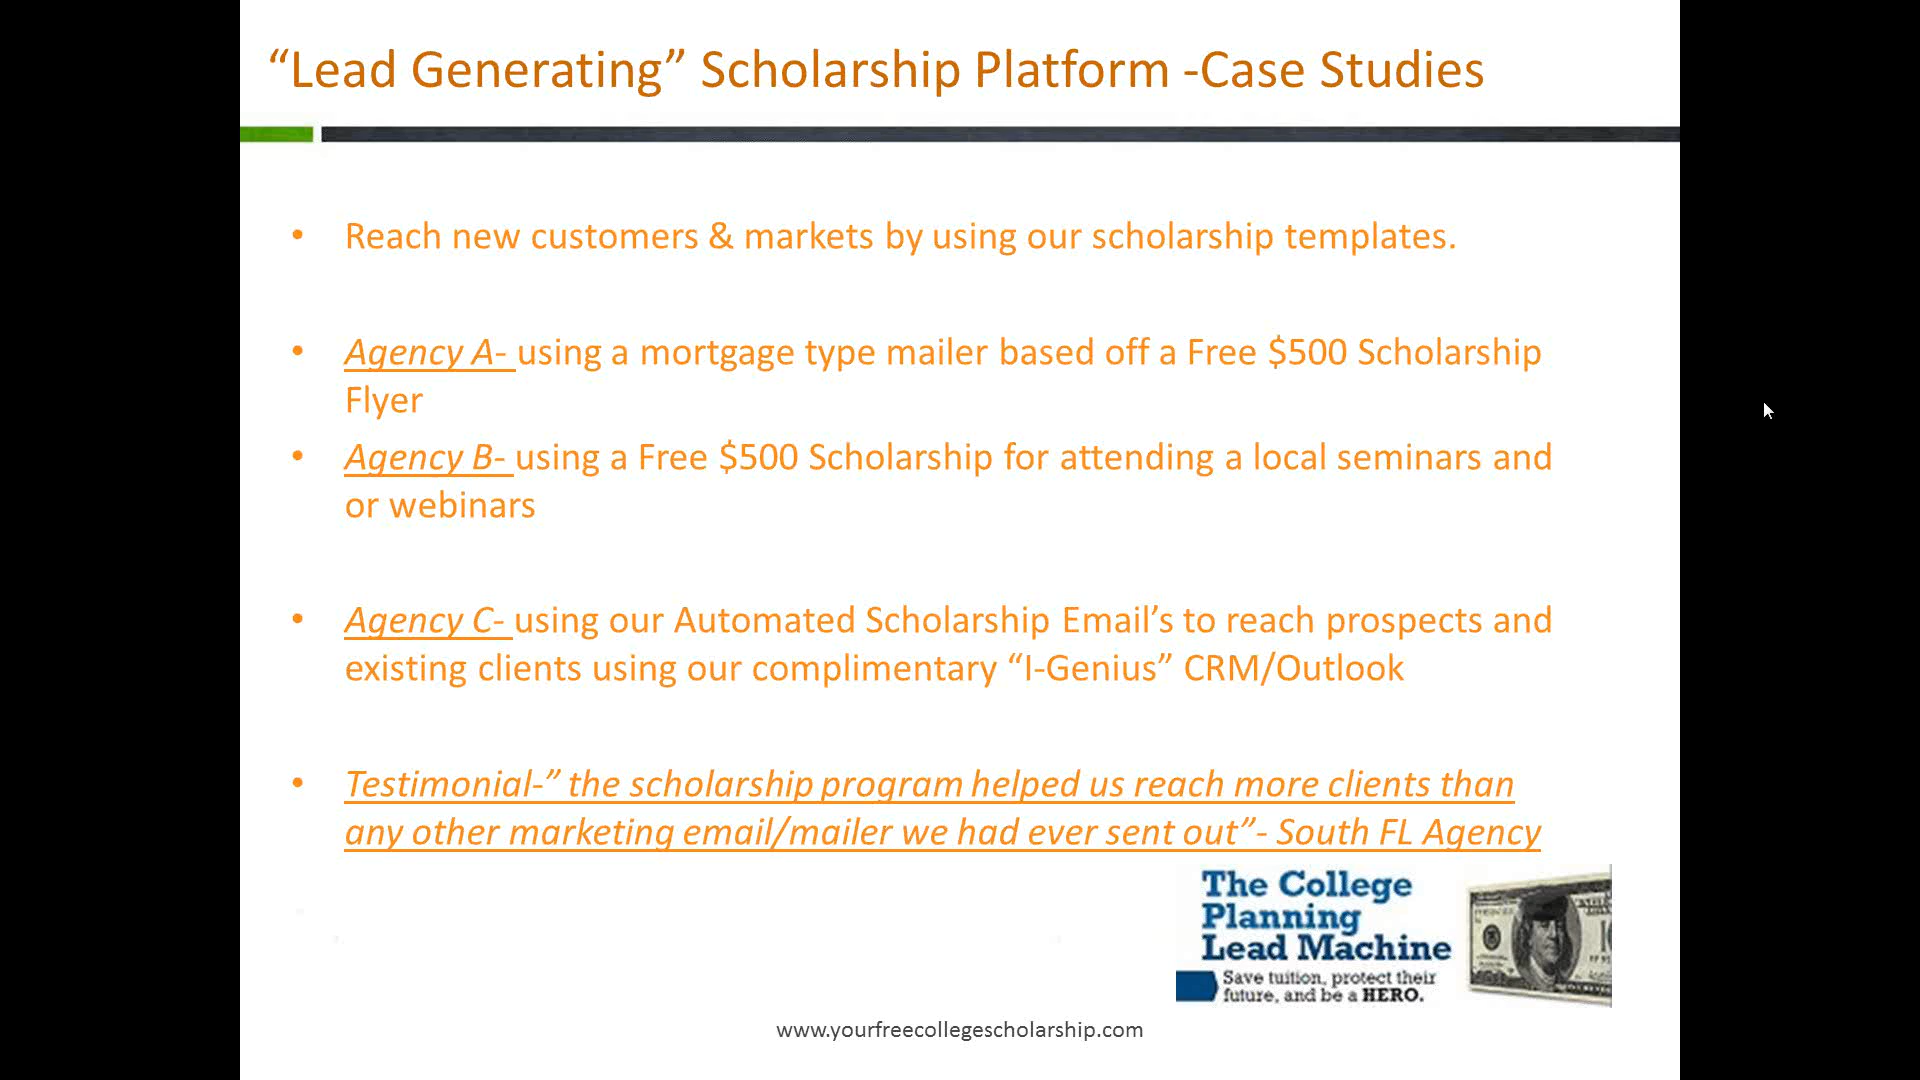 “Lead Generating” Scholarship Platform -Case Studies
• Reach new customers & markets by using our scholarship templates.
• Agency A- using a mortgage type mailer based off a Free $500 Scholarship
Flyer
• Agency B- using a Free $500 Scholarship for attending a local seminars and
or webinars
• Agency C- using our Automated Scholarship Email’s to reach prospects and
existing clients using our complimentary “I-Genius” CRM/Outlook
• Testimonial-” the scholarship program helped us reach more clients than
any other marketing email/mailer we had ever sent out”- South FL Agency
The College
Planning
Lead Machine
Save tuition, protect their
future, and be a HERO.
www.yourfreecollegescholarship.com